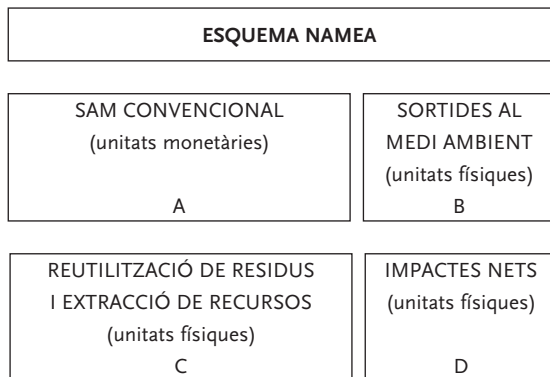 ESQUEMA NAMEA
SAM CONVENCIONAL
(unitats monetàries)
A
SORTIDES AL
MEDI AMBIENT
(unitats físiques)
B
REUTILITZACIÓ DE RESIDUS
I EXTRACCIÓ DE RECURSOS
(unitats físiques)
C
IMPACTES NETS
(unitats físiques)
D